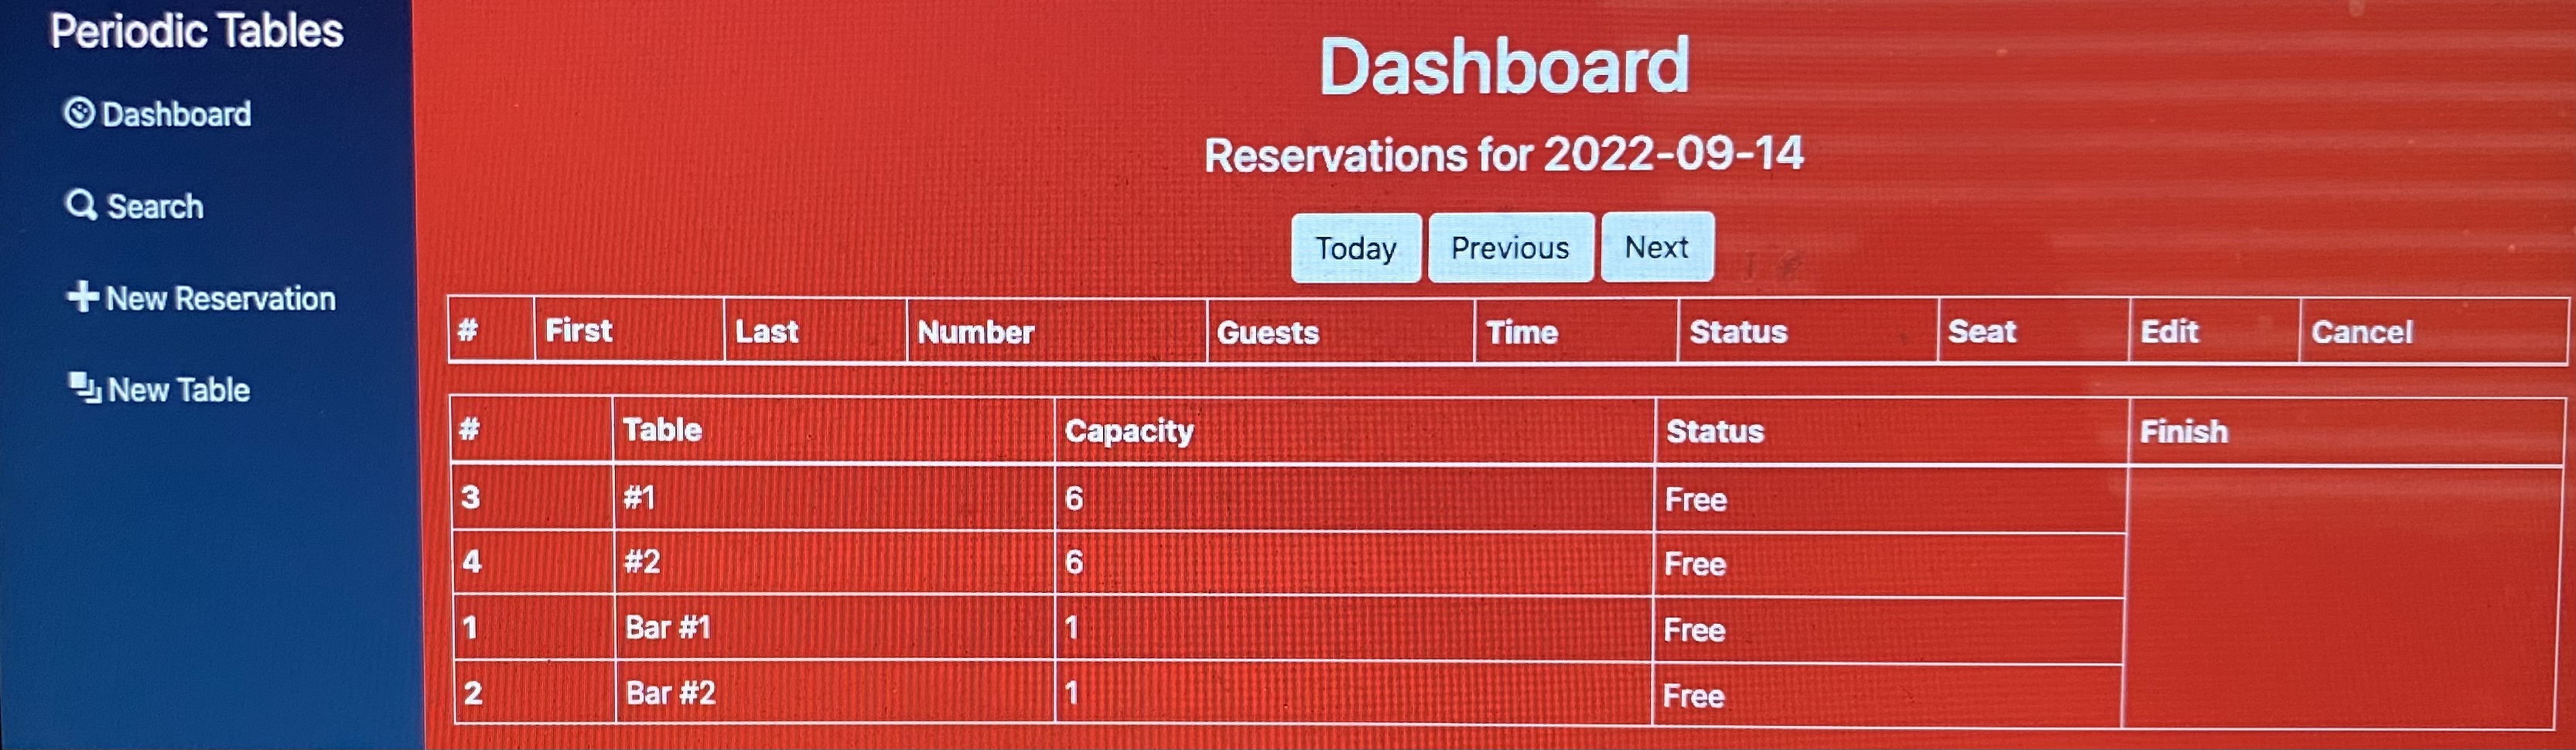 Periodic Tables
Dashboard
Search
New Reservation
New Table
Dashboard
Reservations for 2022-09-14
Today Previous Next
# First Last Number Guests Time Status Seat Edit Cancel
# Table Capacity Status Finish
3 #1 6 Free
4 #2 6 Free
1 Bar #1 1 Free
2 Bar #2 1 Free